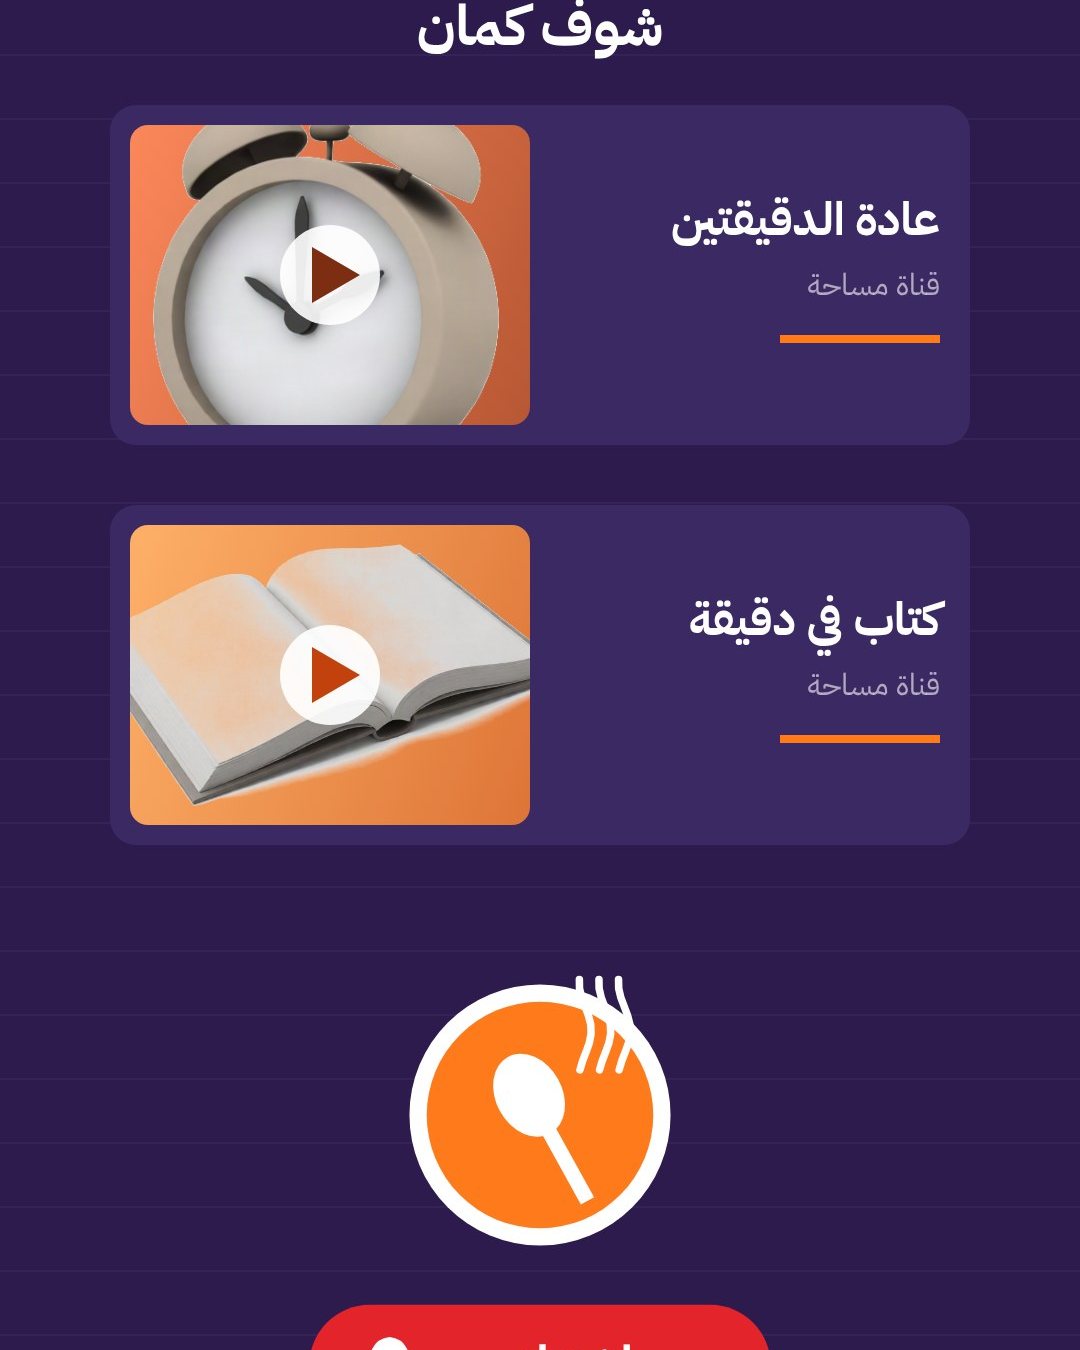 شوف كمان
عادة الدقيقتين
قناة مساحة
كتاب في دقيقة
قناة مساحة